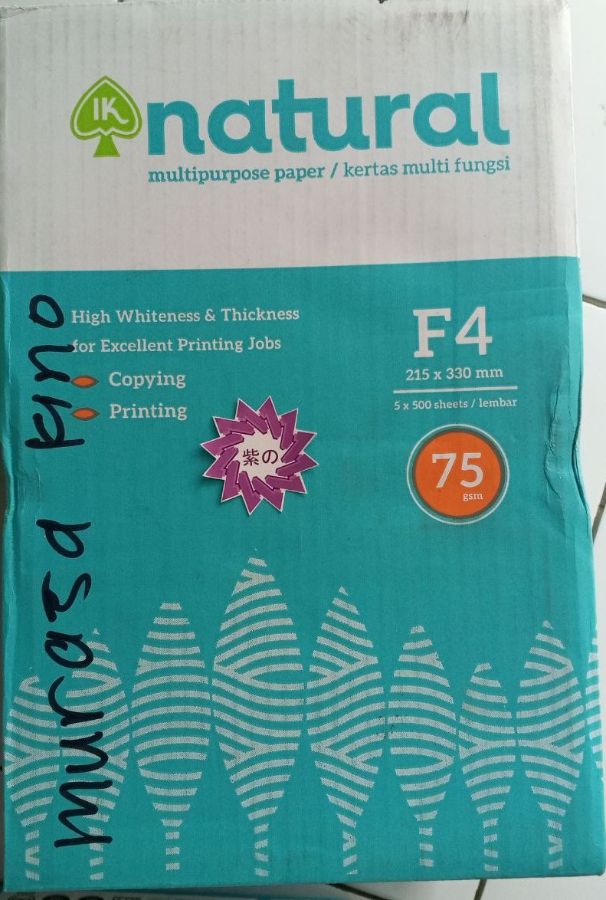 IK
natural
multipurpose paper / kertas multi fungsi
High Whiteness & Thickness
for Excellent Printing Jobs
Copying
Printing
F4
215 x 330 mm
5 x 500 sheets / lembar
75
gsm
紫の
murasa kino